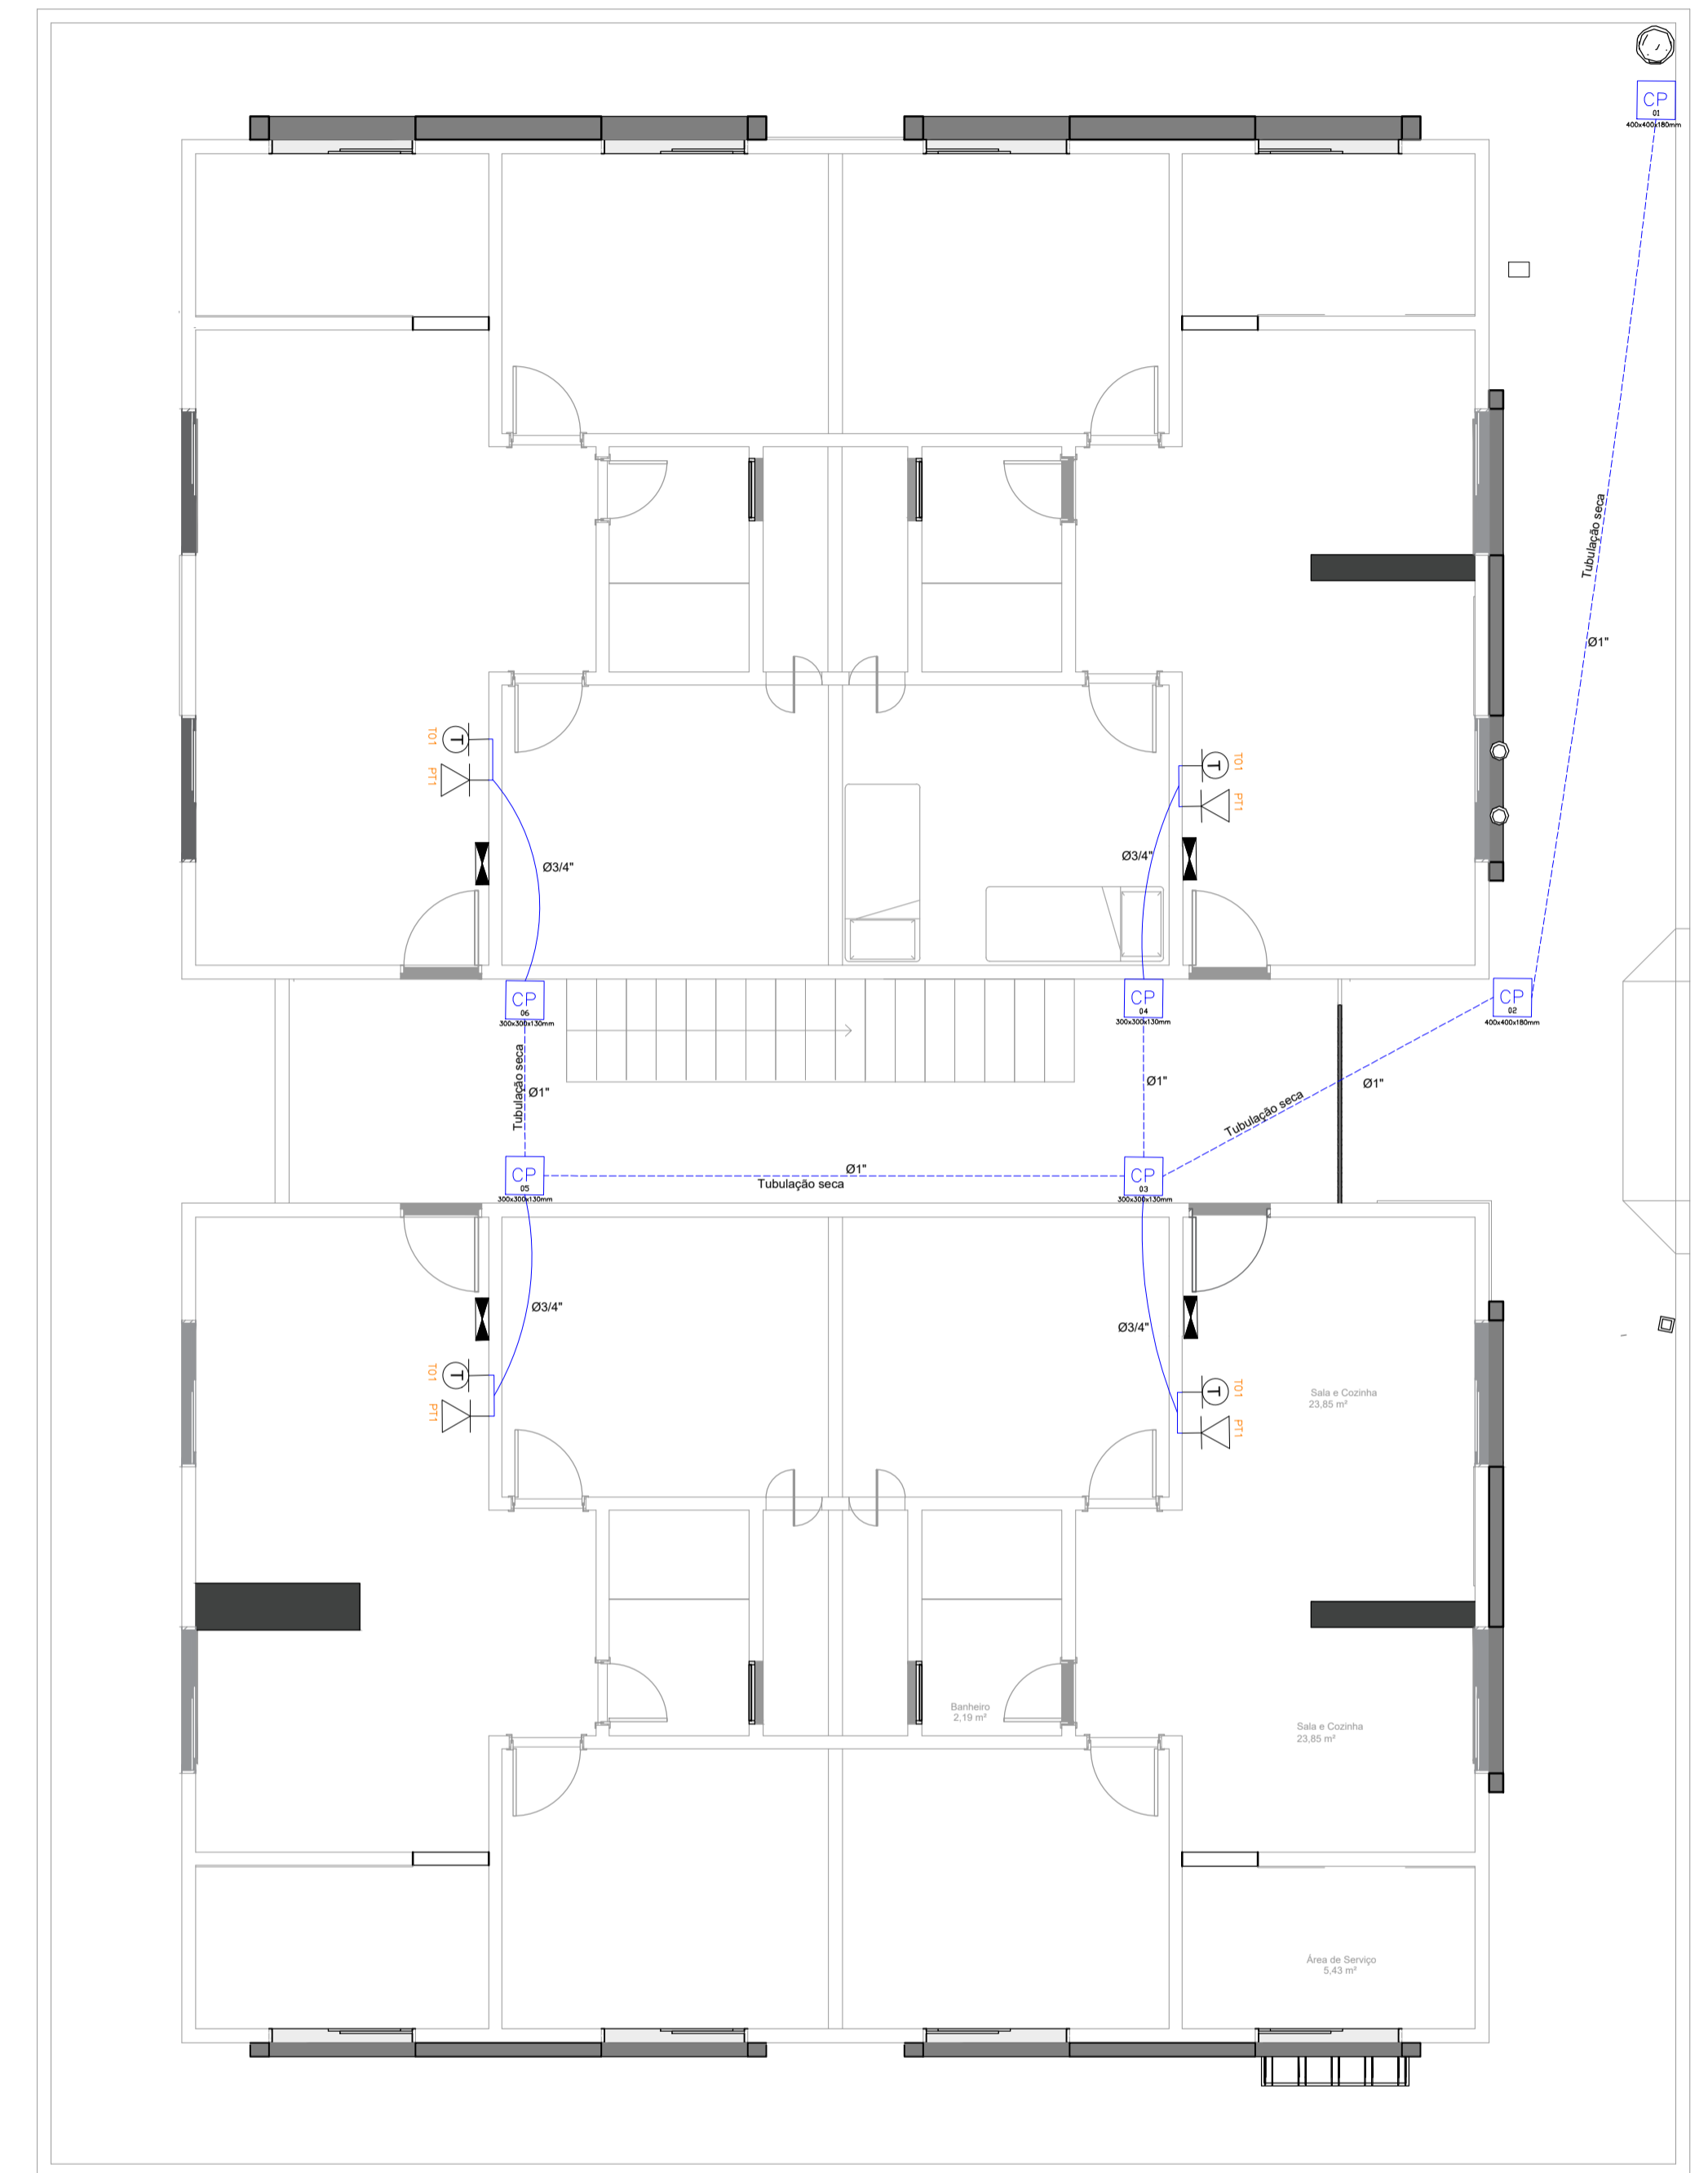 CP
01
400x400x180mm
Tubulação seca
Ø1"
T01
PT1
T01
PT1
Ø3/4"
Ø3/4"
CP
06
300x300x130mm
CP
04
300x300x130mm
CP
02
400x400x180mm
Tubulação seca
Ø1"
Ø1"
Ø1"
Tubulação seca
CP
05
300x300x130mm
Ø1"
Tubulação seca
CP
03
300x300x130mm
Ø3/4"
Ø3/4"
T01
PT1
T01
PT1
Sala e Cozinha
23,85 m²
Banheiro
2,19 m²
Sala e Cozinha
23,85 m²
Área de Serviço
5,43 m²
T
T
T
T